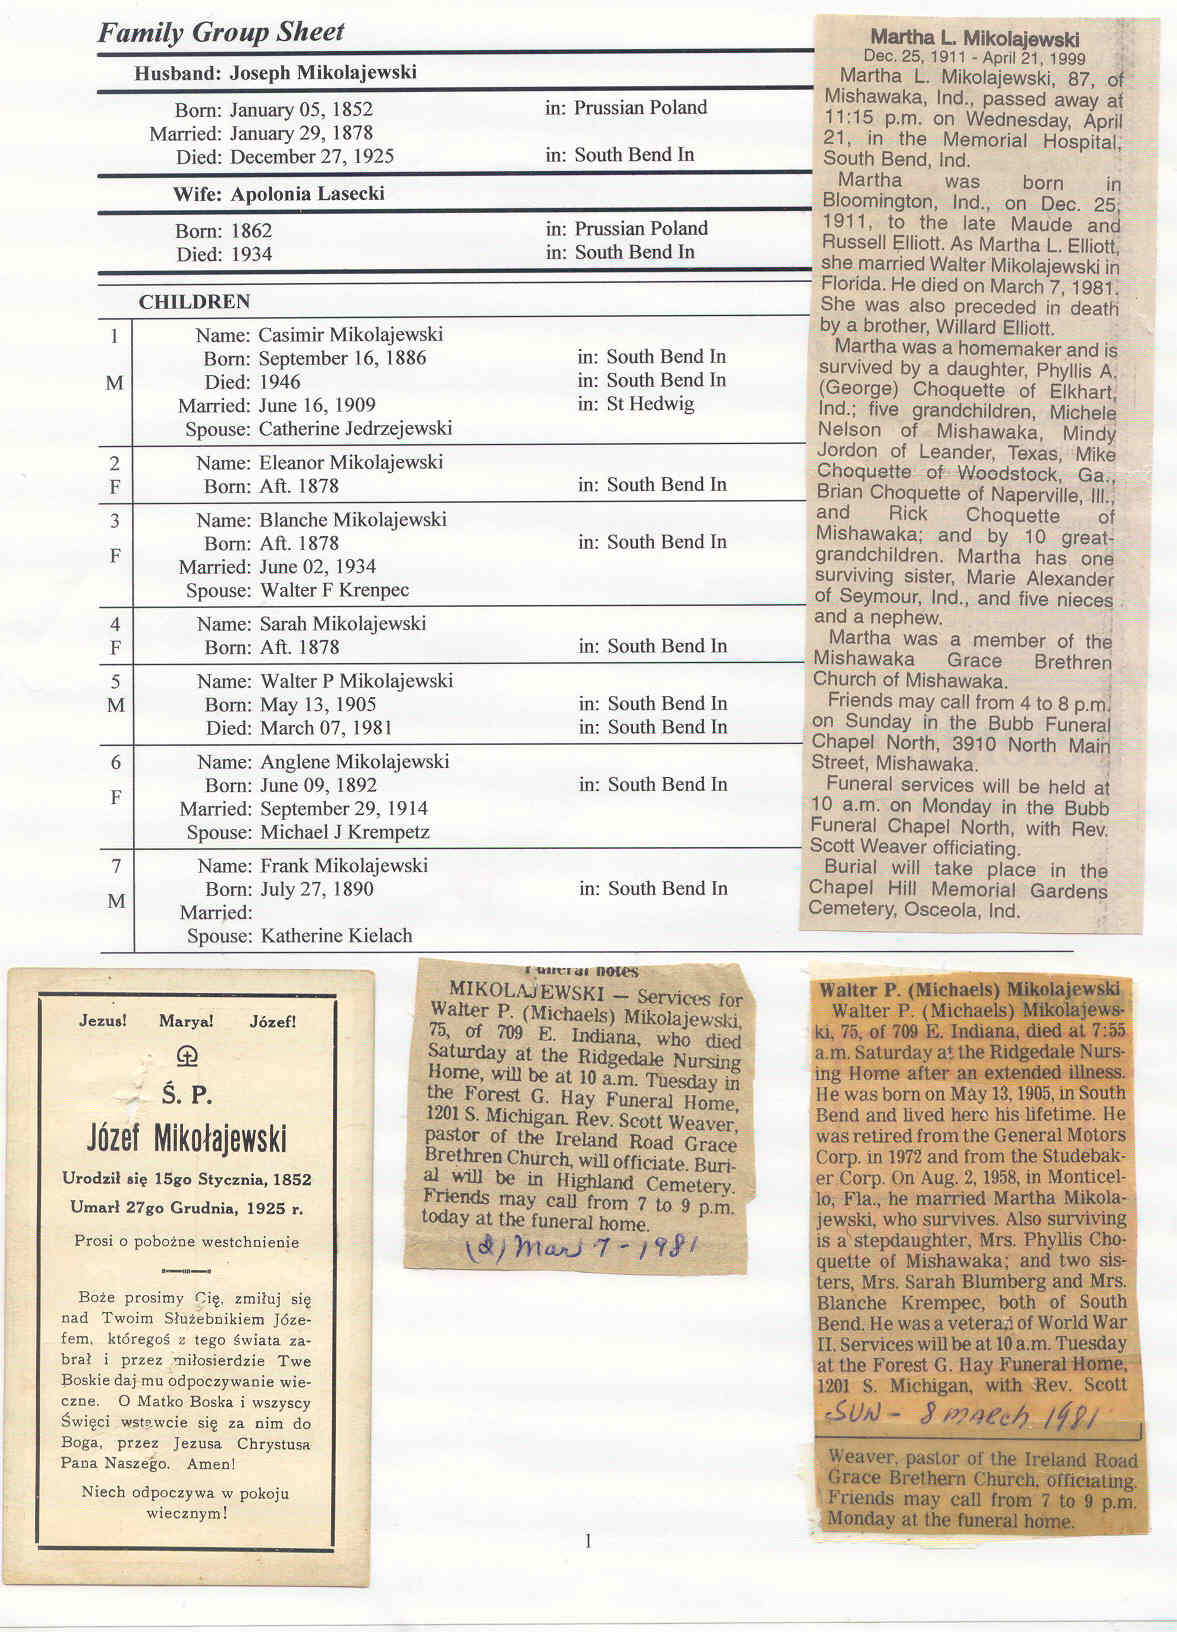 Family Group Sheet
Husband: Joseph Mikolajewski
Born: January 05, 1852 in: Prussian Poland
Married: January 29, 1878
Died: December 27, 1925 in: South Bend In
Wife: Apolonia Lasecki
Born: 1862 in: Prussian Poland
Died: 1934 in: South Bend In
CHILDREN
1 Name: Casimir Mikolajewski
Born: September 16, 1886 in: South Bend In
M Died: 1946 in: South Bend In
Married: June 16, 1909 in: St Hedwig
Spouse: Catherine Jedrzejewski
2 Name: Eleanor Mikolajewski
F Born: Aft. 1878 in: South Bend In
3 Name: Blanche Mikolajewski
Born: Aft. 1878 in: South Bend In
F
Married: June 02, 1934
Spouse: Walter F Krenpec
4 Name: Sarah Mikolajewski
F Born: Aft. 1878 in: South Bend In
5 Name: Walter P Mikolajewski
M Born: May 13, 1905 in: South Bend In
Died: March 07, 1981 in: South Bend In
6 Name: Anglene Mikolajewski
Born: June 09, 1892 in: South Bend In
F
Married: September 29, 1914
Spouse: Michael J Krempetz
7 Name: Frank Mikolajewski
Born: July 27, 1890 in: South Bend In
M
Married:
Spouse: Katherine Kielach
Martha L. Mikolajewski
Dec. 25, 1911 - April 21, 1999
Martha L. Mikolajewski, 87, of
Mishawaka, Ind., passed away at
11:15 p.m. on Wednesday, April
21, in the Memorial Hospital,
South Bend, Ind.
Martha was born in
Bloomington, Ind., on Dec. 25,
1911, to the late Maude and
Russell Elliott. As Martha L. Elliott,
she married Walter Mikolajewski in
Florida. He died on March 7, 1981.
She was also preceded in death
by a brother, Willard Elliott.
Martha was a homemaker and is
survived by a daughter, Phyllis A.
(George) Choquette of Elkhart,
Ind.; five grandchildren, Michele
Nelson of Mishawaka, Mindy
Jordon of Leander, Texas, Mike
Choquette of Woodstock, Ga.,
Brian Choquette of Naperville, Ill.,
and Rick Choquette of
Mishawaka; and by 10 great-
grandchildren. Martha has one
surviving sister, Marie Alexander
of Seymour, Ind., and five nieces
and a nephew.
Martha was a member of the
Mishawaka Grace Brethren
Church of Mishawaka.
Friends may call from 4 to 8 p.m.
on Sunday in the Bubb Funeral
Chapel North, 3910 North Main
Street, Mishawaka.
Funeral services will be held at
10 a.m. on Monday in the Bubb
Funeral Chapel North, with Rev.
Scott Weaver officiating.
Burial will take place in the
Chapel Hill Memorial Gardens
Cemetery, Osceola, Ind.
Jezus! Marya! Józef!
Ś. P.
Józef Mikołajewski
Urodził się 15go Stycznia, 1852
Umarł 27go Grudnia, 1925 r.
Prosi o pobożne westchnienie
Boże prosimy Cię, zmiłuj się
nad Twoim Służebnikiem Józe-
fem, któregoś z tego świata za-
brał i przez miłosierdzie Twe
Boskie daj mu odpoczywanie wie-
czne. O Matko Boska i wszyscy
Święci wstawcie się za nim do
Boga, przez Jezusa Chrystusa
Pana Naszego. Amen!
Niech odpoczywa w pokoju
wiecznym!
Funeral notes
MIKOLAJEWSKI — Services for
Walter P. (Michaels) Mikolajewski,
75, of 709 E. Indiana, who died
Saturday at the Ridgedale Nursing
Home, will be at 10 a.m. Tuesday in
the Forest G. Hay Funeral Home,
1201 S. Michigan. Rev. Scott Weaver,
pastor of the Ireland Road Grace
Brethren Church, will officiate. Buri-
al will be in Highland Cemetery.
Friends may call from 7 to 9 p.m.
today at the funeral home.
Mar 7 - 1981
Walter P. (Michaels) Mikolajewski
Walter P. (Michaels) Mikolajews-
ki, 75, of 709 E. Indiana, died at 7:55
a.m. Saturday at the Ridgedale Nurs-
ing Home after an extended illness.
He was born on May 13, 1905, in South
Bend and lived here his lifetime. He
was retired from the General Motors
Corp. in 1972 and from the Studebak-
er Corp. On Aug. 2, 1958, in Monticel-
lo, Fla., he married Martha Mikola-
jewski, who survives. Also surviving
is a stepdaughter, Mrs. Phyllis Cho-
quette of Mishawaka; and two sis-
ters, Mrs. Sarah Blumberg and Mrs.
Blanche Krempec, both of South
Bend. He was a veteran of World War
II. Services will be at 10 a.m. Tuesday
at the Forest G. Hay Funeral Home,
1201 S. Michigan, with Rev. Scott
SUN - 8 MARCH 1981
Weaver, pastor of the Ireland Road
Grace Brethern Church, officiating.
Friends may call from 7 to 9 p.m.
Monday at the funeral home.
1